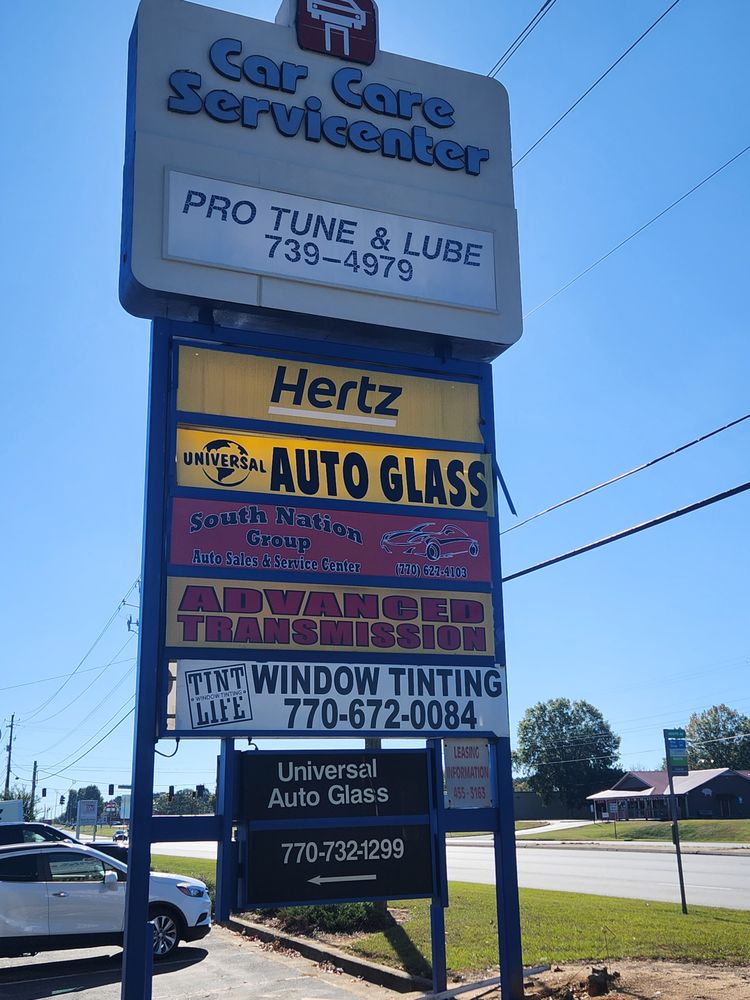 Car Care
Servicenter
PRO TUNE & LUBE
739-4979
Hertz
UNIVERSAL AUTO GLASS
South Nation
Group
Auto Sales & Service Center (770) 627-4103
ADVANCED
TRANSMISSION
TINT
WINDOW TINTING
LIFE
WINDOW TINTING
770-672-0084
LEASING
INFORMATION
455-3163
Universal
Auto Glass
770-732-1299